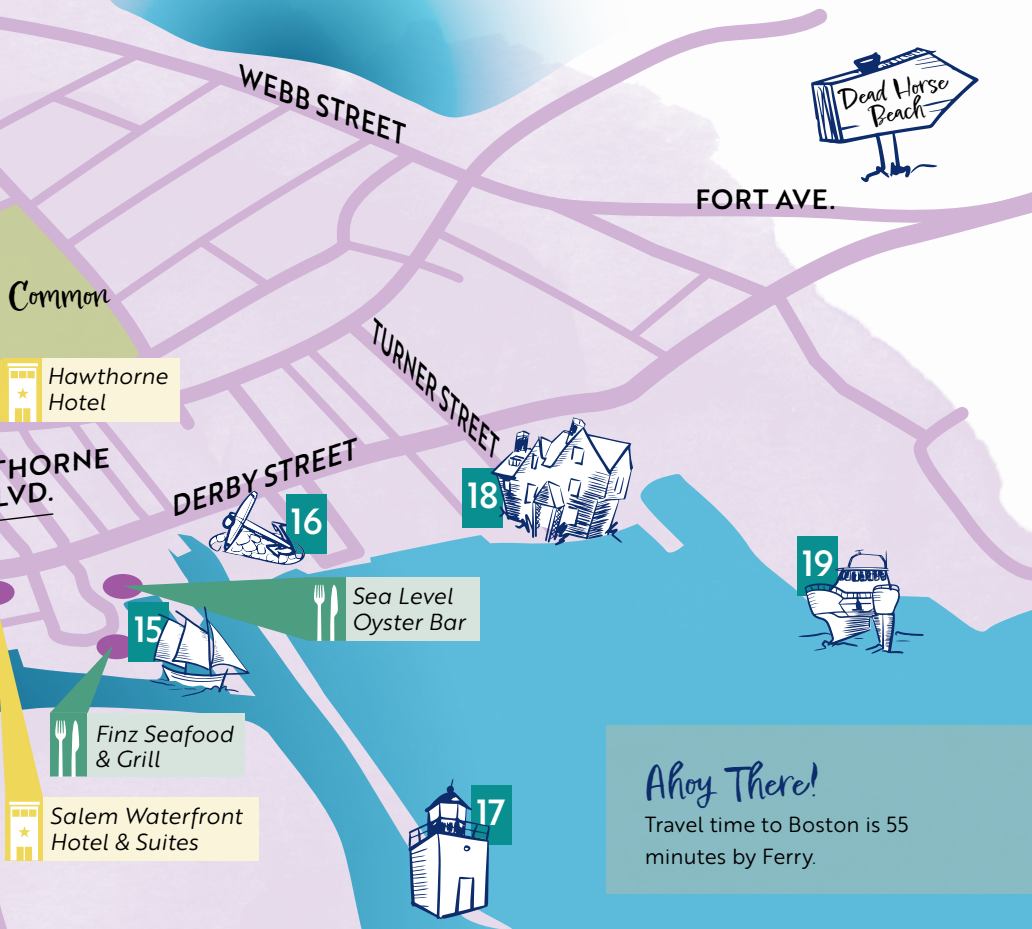 WEBB STREET
Dead Horse
Beach
FORT AVE.
Common
TURNER STREET
Hawthorne
Hotel
THORNE
LVD.
DERBY STREET
16
18
19
Sea Level
Oyster Bar
15
Finz Seafood
& Grill
Salem Waterfront
Hotel & Suites
17
Ahoy There!
Travel time to Boston is 55
minutes by Ferry.